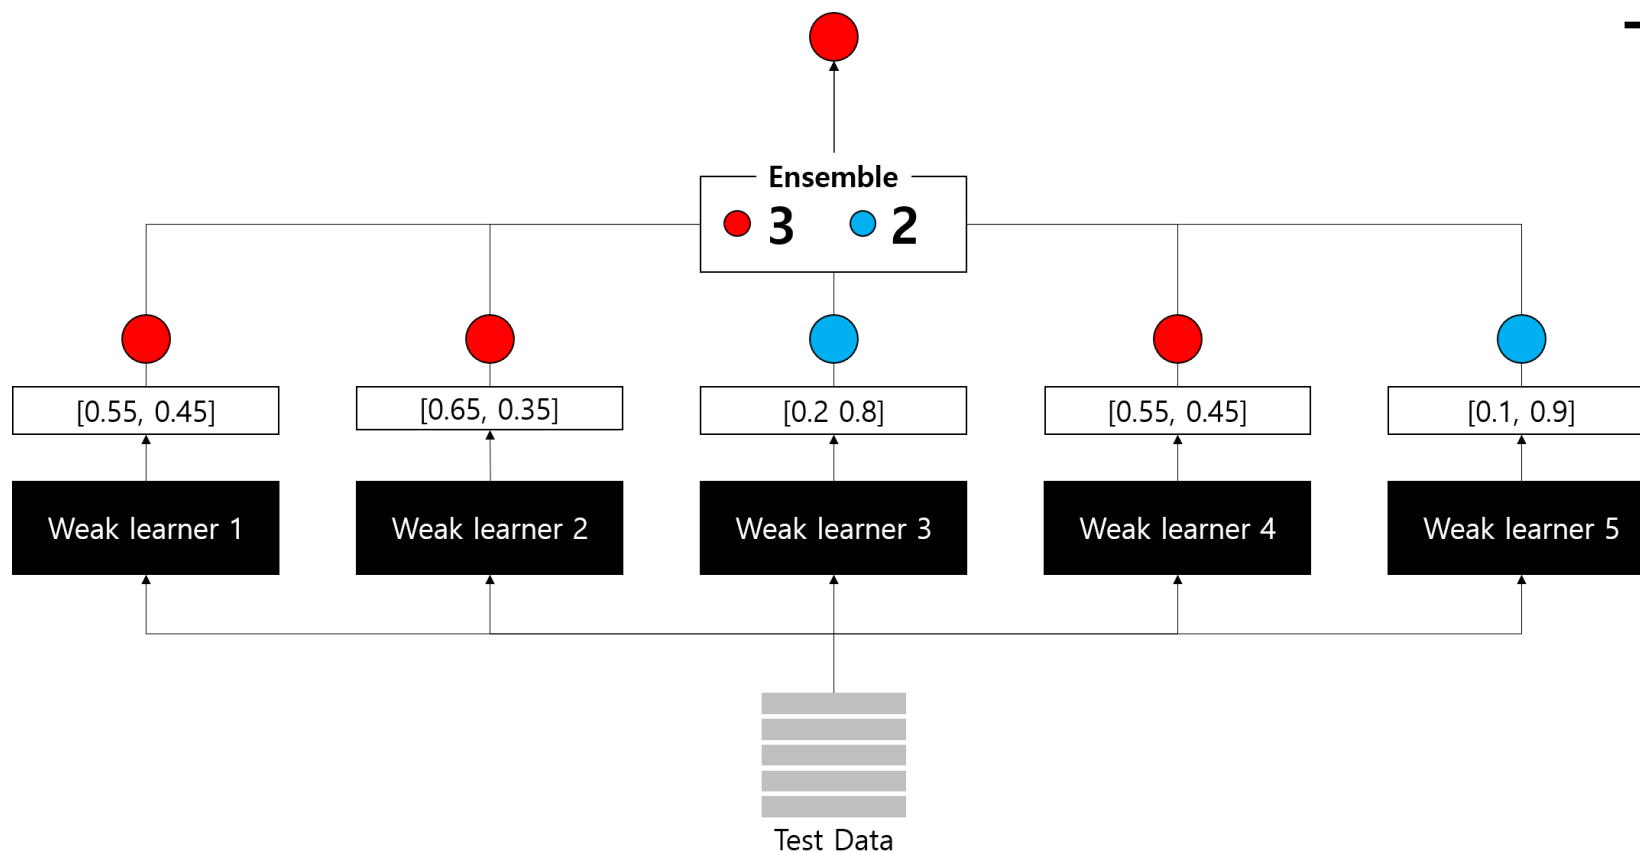 Ensemble
3 2
[0.55, 0.45] [0.65, 0.35] [0.2 0.8] [0.55, 0.45] [0.1, 0.9]
Weak learner 1 Weak learner 2 Weak learner 3 Weak learner 4 Weak learner 5
Test Data